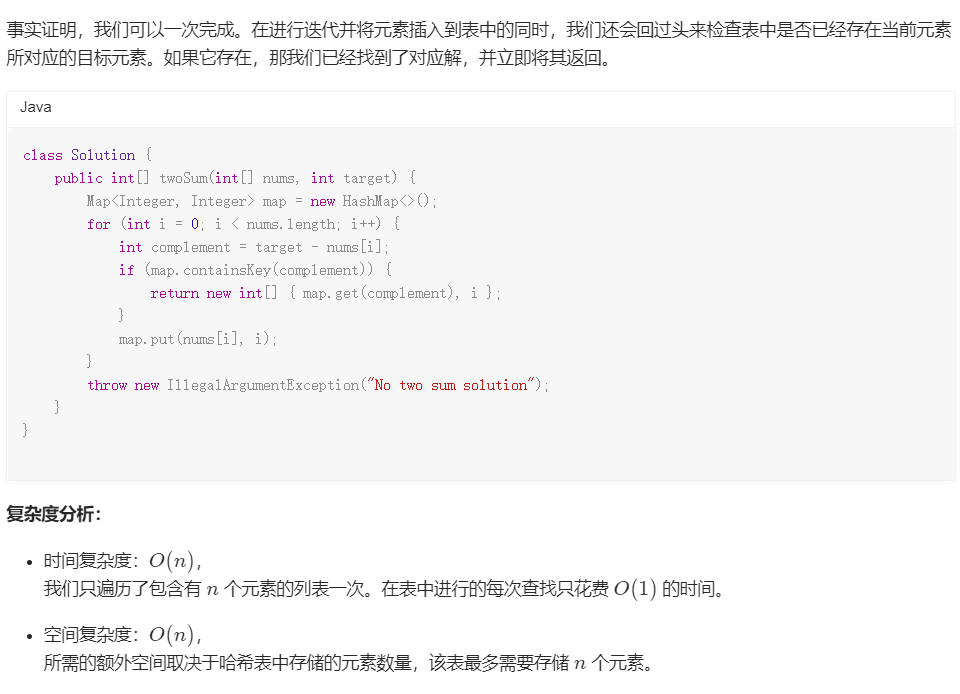 事实证明，我们可以一次完成。在进行迭代并将元素插入到表中的同时，我们还会回过头来检查表中是否已经存在当前元素
所对应的目标元素。如果它存在，那我们已经找到了对应解，并立即将其返回。
Java
class Solution {
    public int[] twoSum(int[] nums, int target) {
        Map<Integer, Integer> map = new HashMap<>();
        for (int i = 0; i < nums.length; i++) {
            int complement = target - nums[i];
            if (map.containsKey(complement)) {
                return new int[] { map.get(complement), i };
            }
            map.put(nums[i], i);
        }
        throw new IllegalArgumentException("No two sum solution");
    }
}
复杂度分析：
• 时间复杂度：O(n)，
我们只遍历了包含有 n 个元素的列表一次。在表中进行的每次查找只花费 O(1) 的时间。
• 空间复杂度：O(n)，
所需的额外空间取决于哈希表中存储的元素数量，该表最多需要存储 n 个元素。